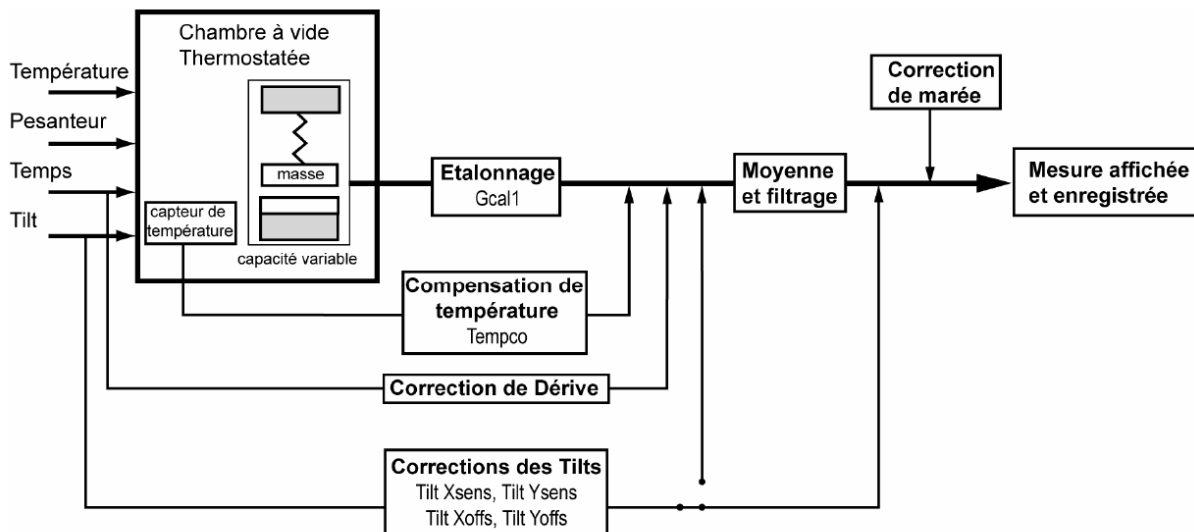 Chambre à vide
Thermostatée
Température
Pesanteur
Temps
Tilt
masse
capteur de
température
capacité variable
Etalonnage
Gcal1
Moyenne
et filtrage
Correction
de marée
Mesure affichée
et enregistrée
Compensation de
température
Tempco
Correction de Dérive
Corrections des Tilts
Tilt Xsens, Tilt Ysens
Tilt Xoffs, Tilt Yoffs